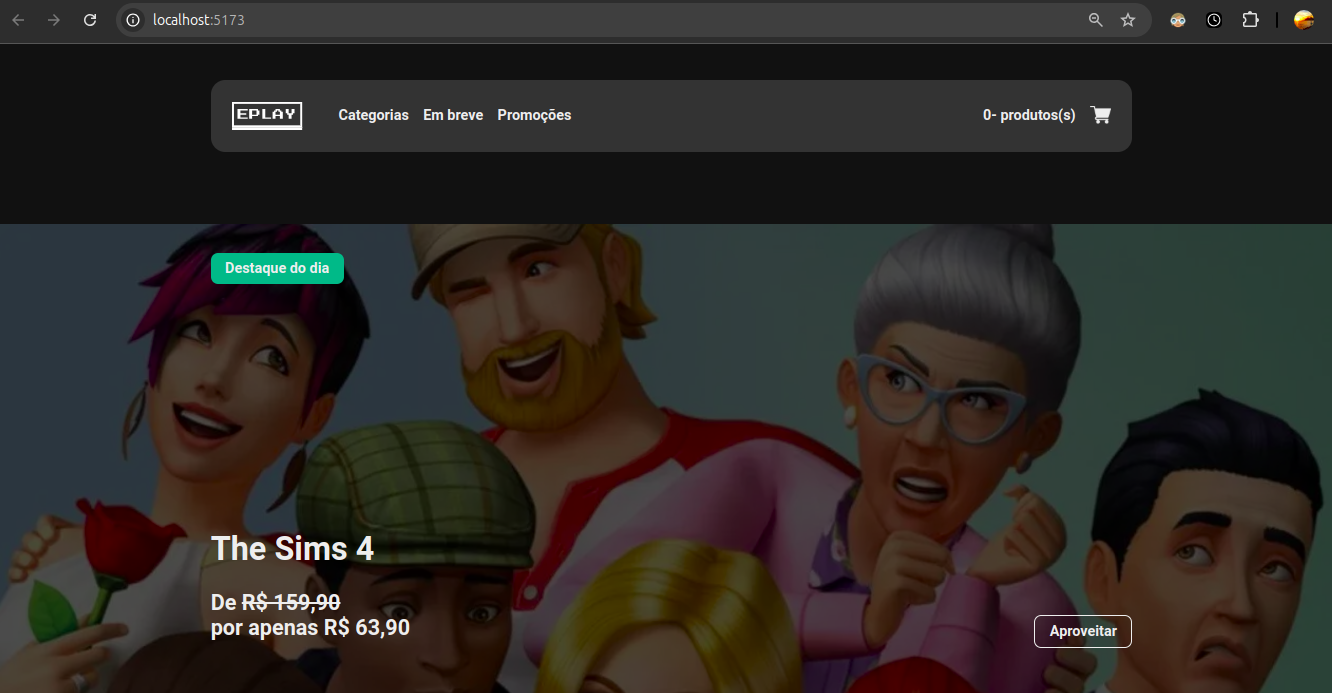 localhost:5173
EPLAY Categorias Em breve Promoções 0- produtos(s)
Destaque do dia
The Sims 4
De R$ 159,90
por apenas R$ 63,90
Aproveitar